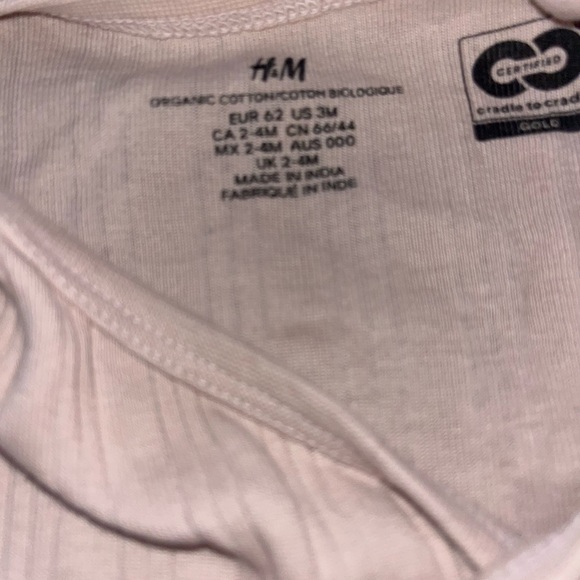 H&M
ORGANIC COTTON/COTON BIOLOGIQUE
EUR 62 US 3M
CA 2-4M CN 66/44
MX 2-4M AUS 000
UK 2-4M
MADE IN INDIA
FABRIQUÉ IN INDE
CERTIFIED
cradle to crad
GOLD